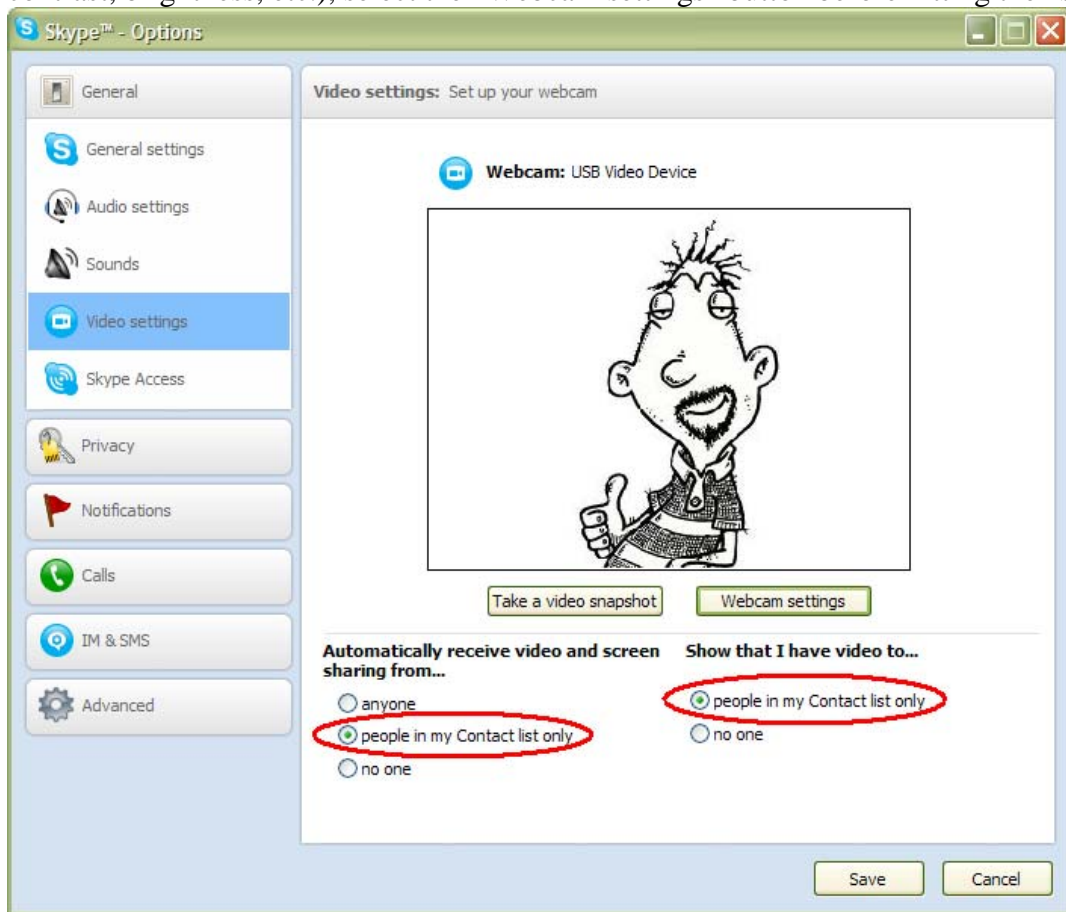 Skype™ - Options
General
General settings
Audio settings
Sounds
Video settings
Skype Access
Privacy
Notifications
Calls
IM & SMS
Advanced
Video settings: Set up your webcam
Webcam: USB Video Device
Take a video snapshot
Webcam settings
Automatically receive video and screen
sharing from...
anyone
people in my Contact list only
no one
Show that I have video to...
people in my Contact list only
no one
Save
Cancel